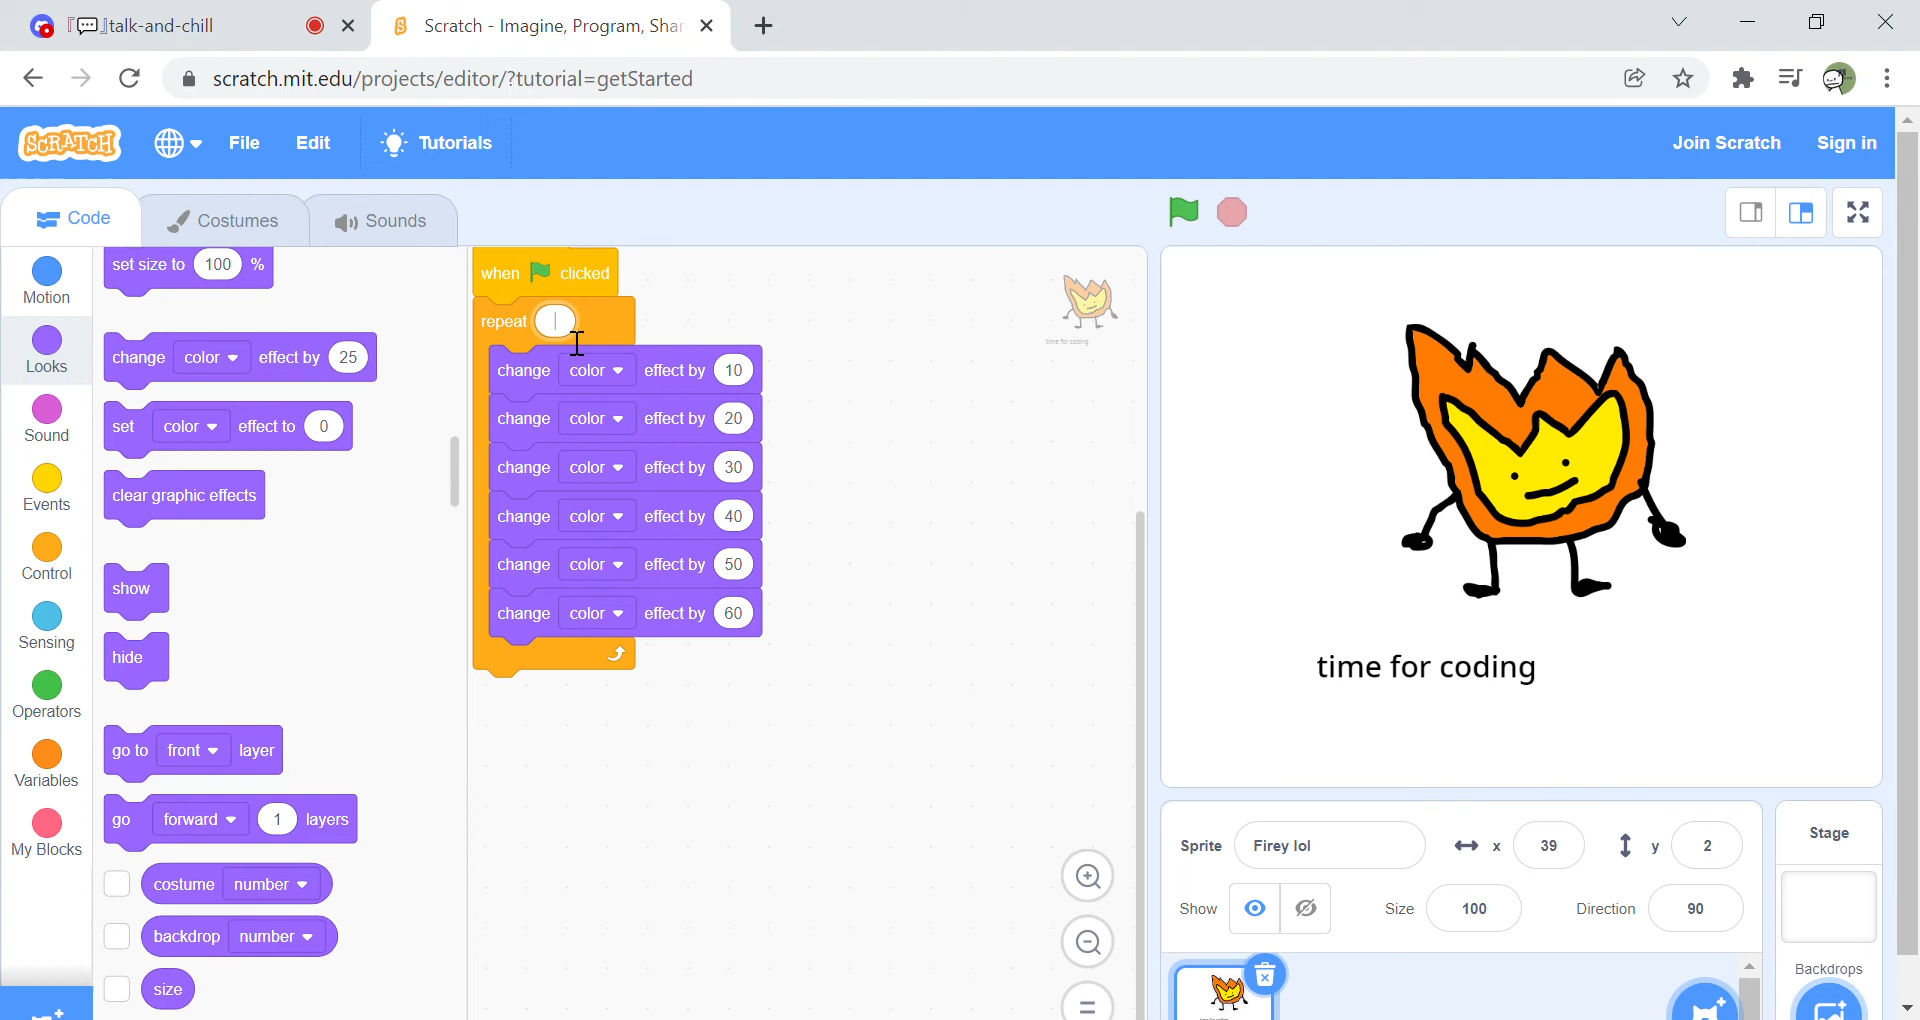 『💬』talk-and-chill
Scratch - Imagine, Program, Shar
scratch.mit.edu/projects/editor/?tutorial=getStarted
SCRATCH
File
Edit
Tutorials
Join Scratch
Sign in
Code
Costumes
Sounds
Motion
Looks
Sound
Events
Control
Sensing
Operators
Variables
My Blocks
set size to 100 %
change color effect by 25
set color effect to 0
clear graphic effects
show
hide
go to front layer
go forward 1 layers
costume number
backdrop number
size
when clicked
repeat
change color effect by 10
change color effect by 20
change color effect by 30
change color effect by 40
change color effect by 50
change color effect by 60
time for coding
time for coding
Sprite Firey lol x 39 y 2
Show Size 100 Direction 90
Stage
Backdrops